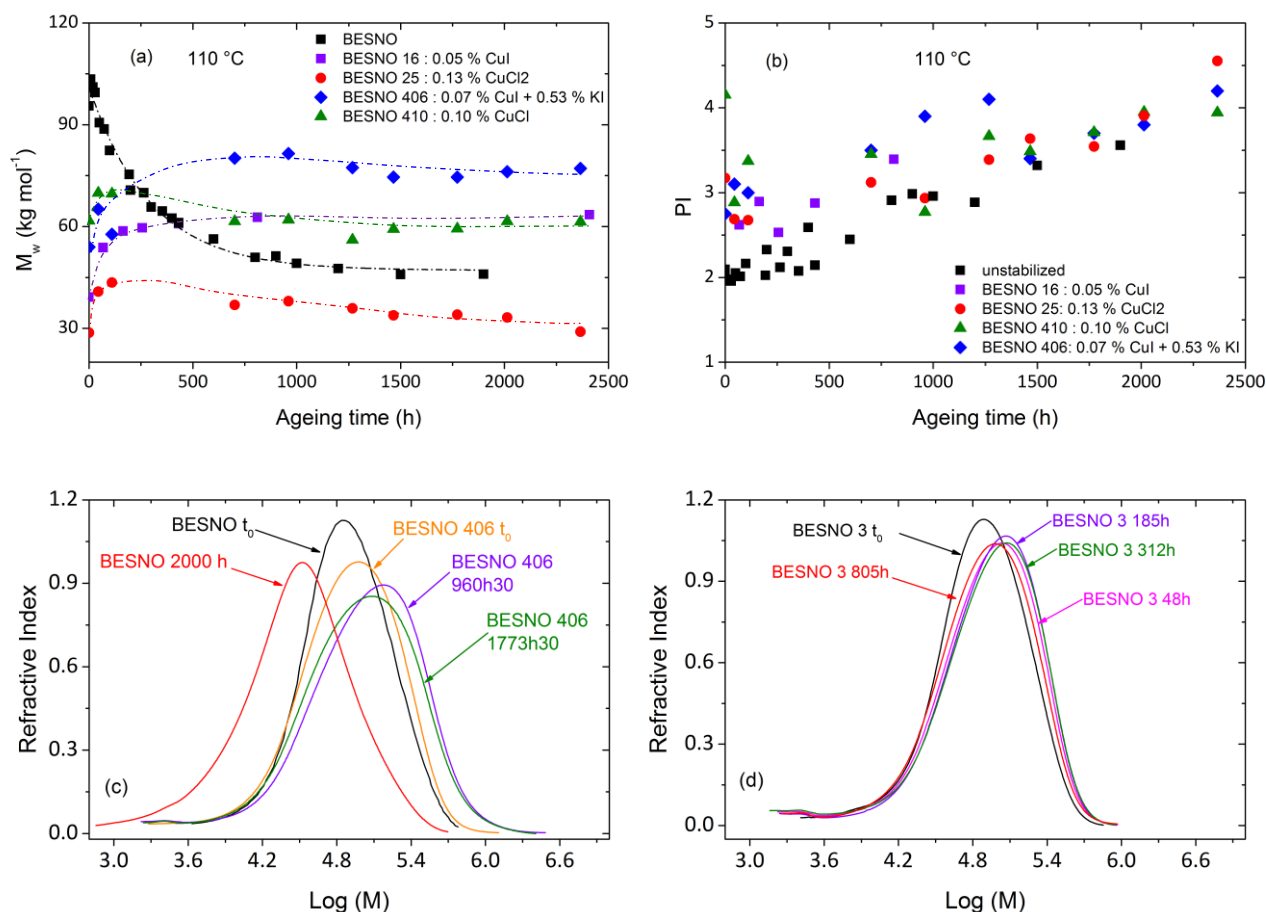 (a)
110 °C
BESNO
BESNO 16 : 0.05 % CuI
BESNO 25 : 0.13 % CuCl2
BESNO 406 : 0.07 % CuI + 0.53 % KI
BESNO 410 : 0.10 % CuCl
120
90
60
30
M_w (kg mol⁻¹)
0 500 1000 1500 2000 2500
Ageing time (h)
(b)
110 °C
5
4
3
2
1
PI
unstabilized
BESNO 16 : 0.05 % CuI
BESNO 25: 0.13 % CuCl2
BESNO 410 : 0.10 % CuCl
BESNO 406: 0.07 % CuI + 0.53 % KI
0 500 1000 1500 2000 2500
Ageing time (h)
1.2
0.9
0.6
0.3
0.0
Refractive Index
BESNO t₀
BESNO 406 t₀
BESNO 2000 h
BESNO 406
960h30
BESNO 406
1773h30
(c)
3.0 3.6 4.2 4.8 5.4 6.0 6.6
Log (M)
1.2
0.9
0.6
0.3
0.0
Refractive Index
BESNO 3 t₀
BESNO 3 185h
BESNO 3 312h
BESNO 3 805h
BESNO 3 48h
(d)
3.0 3.6 4.2 4.8 5.4 6.0 6.6
Log (M)